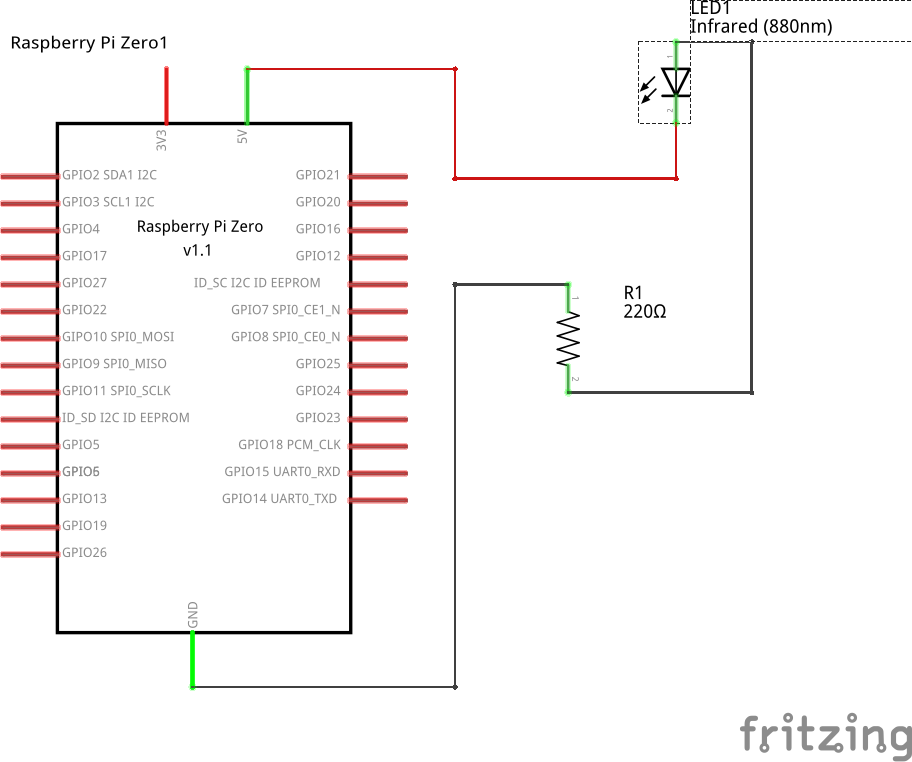 LED1
Infrared (880nm)
Raspberry Pi Zero1
3V3
5V
1
2
GPIO2 SDA1 I2C
GPIO21
GPIO3 SCL1 I2C
GPIO20
GPIO4
GPIO16
Raspberry Pi Zero
v1.1
GPIO17
GPIO12
GPIO27
ID_SC I2C ID EEPROM
GPIO22
GPIO7 SPI0_CE1_N
GIPO10 SPI0_MOSI
GPIO8 SPI0_CE0_N
GPIO9 SPI0_MISO
GPIO25
GPIO11 SPI0_SCLK
GPIO24
ID_SD I2C ID EEPROM
GPIO23
GPIO5
GPIO18 PCM_CLK
GPIO6
GPIO15 UART0_RXD
GPIO13
GPIO14 UART0_TXD
GPIO19
GPIO26
GND
1
R1
220Ω
2
fritzing